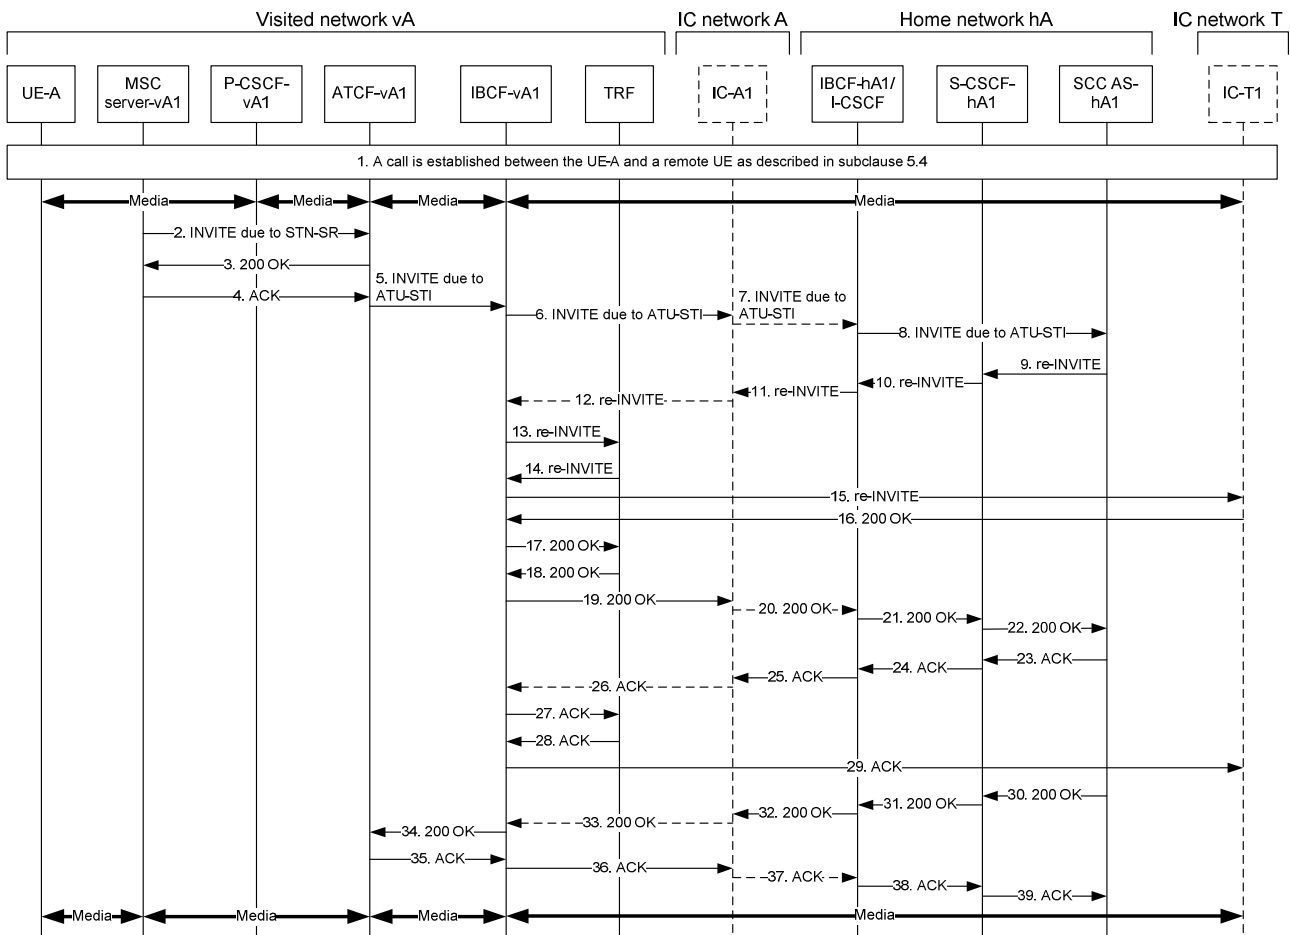 Visited network vA
IC network A
Home network hA
IC network T
UE-A
MSC
server-vA1
P-CSCF-
vA1
ATCF-vA1
IBCF-vA1
TRF
IC-A1
IBCF-hA1/
I-CSCF
S-CSCF-
hA1
SCC AS-
hA1
IC-T1
1. A call is established between the UE-A and a remote UE as described in subclause 5.4
Media
Media
Media
Media
2. INVITE due to STN-SR
3. 200 OK
4. ACK
5. INVITE due to
ATU-STI
6. INVITE due to ATU-STI
7. INVITE due to
ATU-STI
8. INVITE due to ATU-STI
9. re-INVITE
10. re-INVITE
11. re-INVITE
12. re-INVITE
13. re-INVITE
14. re-INVITE
15. re-INVITE
16. 200 OK
17. 200 OK
18. 200 OK
19. 200 OK
20. 200 OK
21. 200 OK
22. 200 OK
23. ACK
24. ACK
25. ACK
26. ACK
27. ACK
28. ACK
29. ACK
30. 200 OK
31. 200 OK
32. 200 OK
33. 200 OK
34. 200 OK
35. ACK
36. ACK
37. ACK
38. ACK
39. ACK
Media
Media
Media
Media